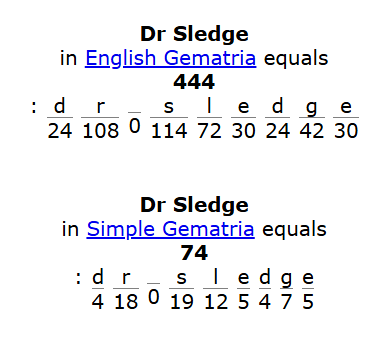 Dr Sledge
in English Gematria equals
444
: d r _ s l e d g e
24 108 0 114 72 30 24 42 30
Dr Sledge
in Simple Gematria equals
74
: d r _ s l e d g e
4 18 0 19 12 5 4 7 5